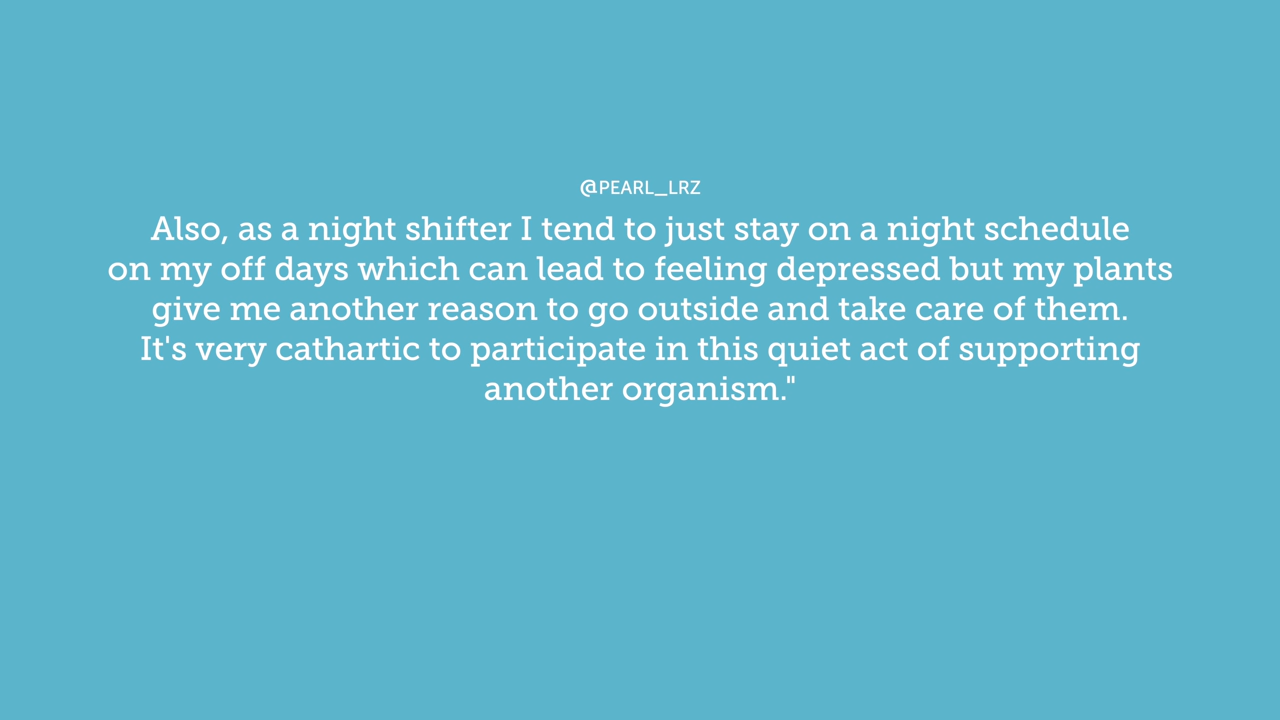 @PEARL_LRZ
Also, as a night shifter I tend to just stay on a night schedule
on my off days which can lead to feeling depressed but my plants
give me another reason to go outside and take care of them.
It's very cathartic to participate in this quiet act of supporting
another organism."